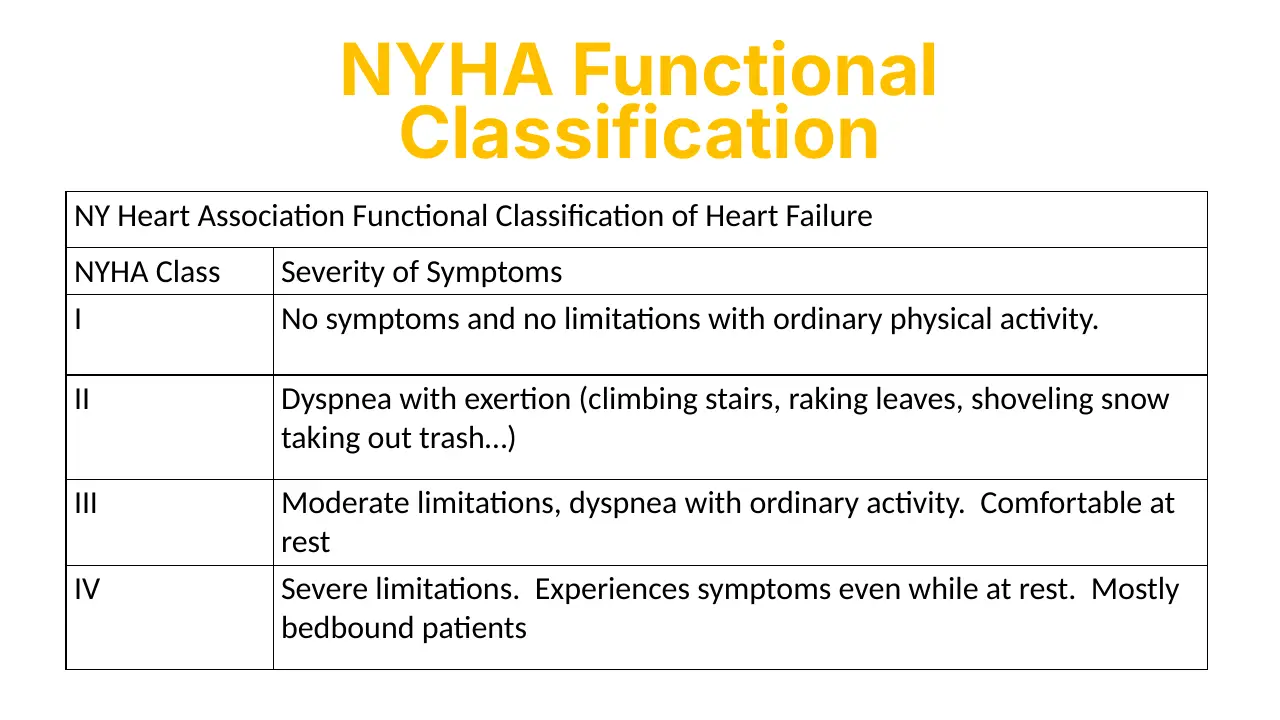 NYHA Functional
Classification
NY Heart Association Functional Classification of Heart Failure
NYHA Class
Severity of Symptoms
I
No symptoms and no limitations with ordinary physical activity.
II
Dyspnea with exertion (climbing stairs, raking leaves, shoveling snow
taking out trash...)
III
Moderate limitations, dyspnea with ordinary activity.  Comfortable at
rest
IV
Severe limitations.  Experiences symptoms even while at rest.  Mostly
bedbound patients